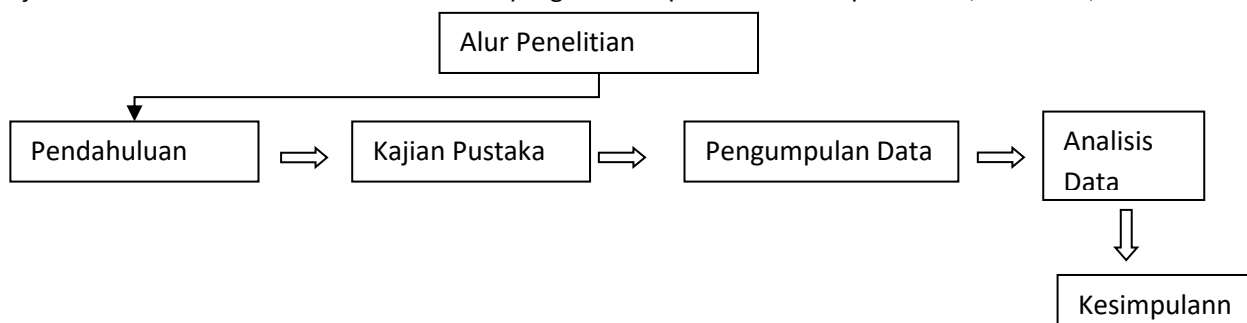 Alur Penelitian
Pendahuluan
Kajian Pustaka
Pengumpulan Data
Analisis
Data
Kesimpulann